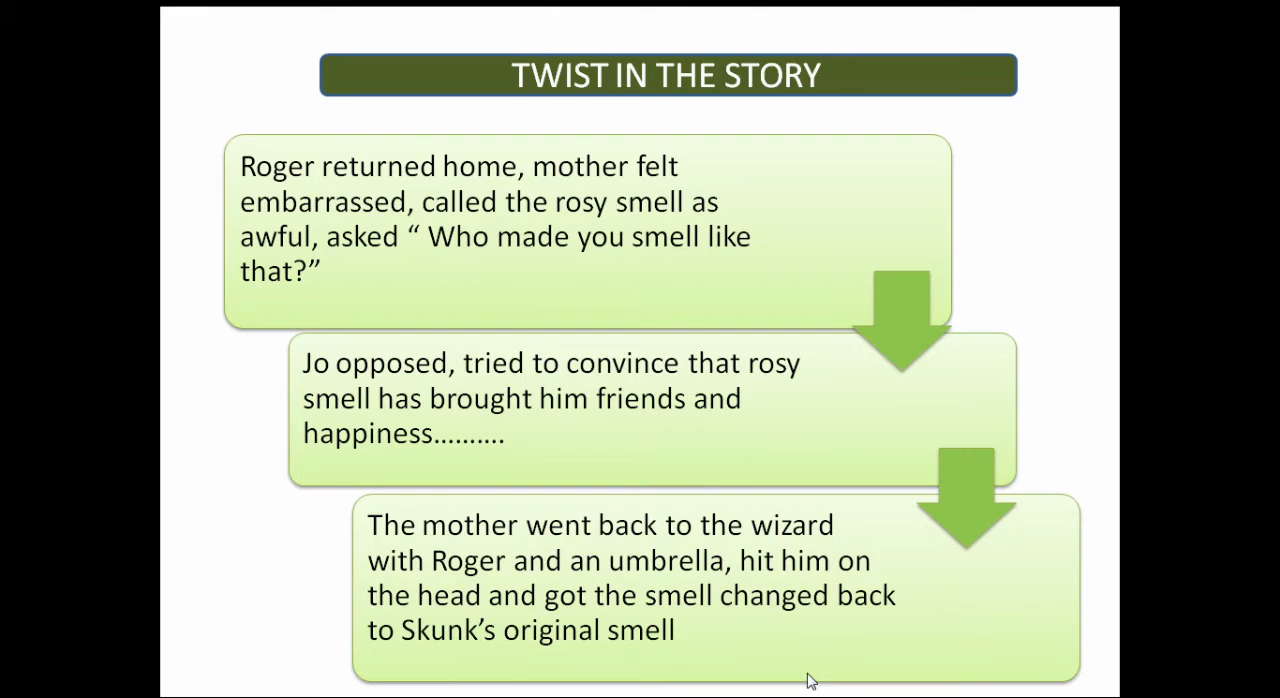 TWIST IN THE STORY
Roger returned home, mother felt
embarrassed, called the rosy smell as
awful, asked “ Who made you smell like
that?”
Jo opposed, tried to convince that rosy
smell has brought him friends and
happiness..........
The mother went back to the wizard
with Roger and an umbrella, hit him on
the head and got the smell changed back
to Skunk’s original smell